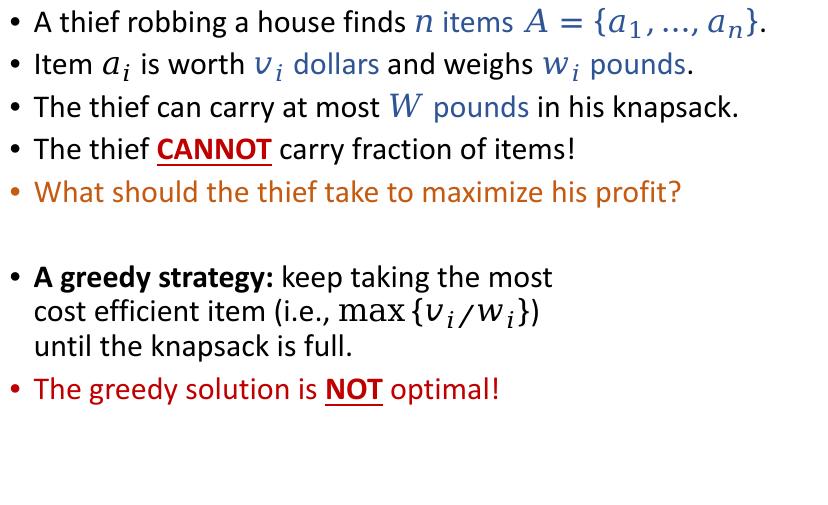 • A thief robbing a house finds n items A = {a₁, ..., aₙ}.
• Item aᵢ is worth vᵢ dollars and weighs wᵢ pounds.
• The thief can carry at most W pounds in his knapsack.
• The thief CANNOT carry fraction of items!
• What should the thief take to maximize his profit?
• A greedy strategy: keep taking the most
cost efficient item (i.e., max {vᵢ/wᵢ})
until the knapsack is full.
• The greedy solution is NOT optimal!